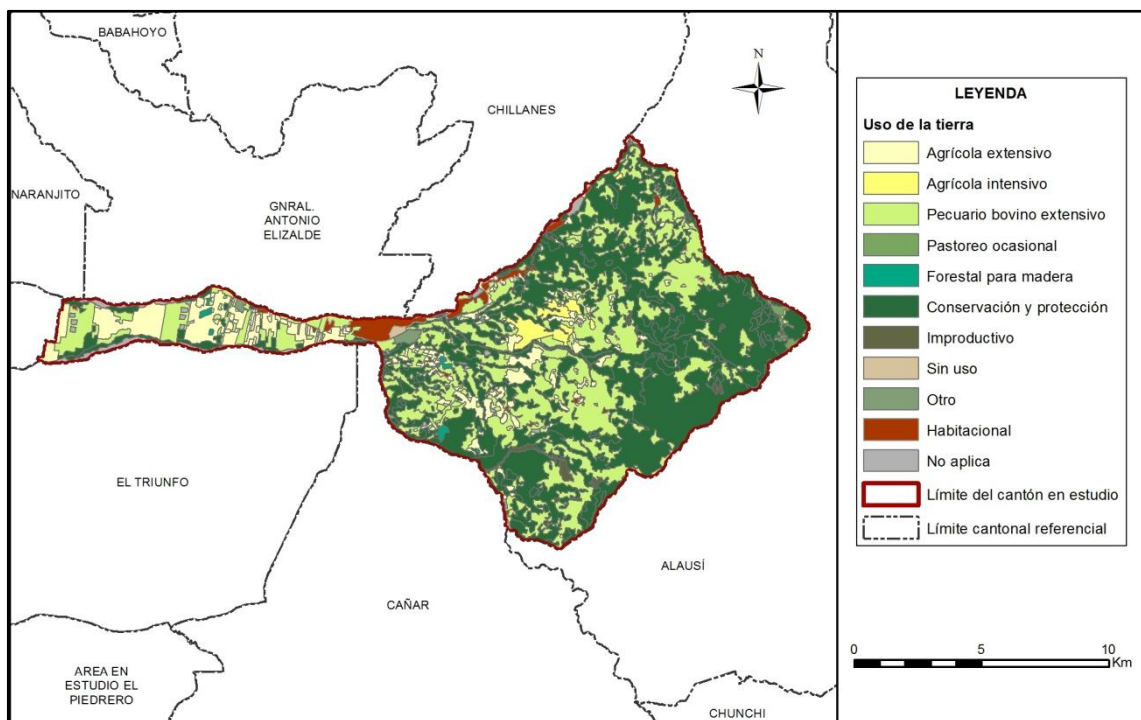 BABAHOYO
N
CHILLANES
NARANJITO
GNRAL.
ANTONIO
ELIZALDE
EL TRIUNFO
ALAUSÍ
CAÑAR
AREA EN
ESTUDIO EL
PIEDRERO
CHUNCHI
LEYENDA
Uso de la tierra
Agrícola extensivo
Agrícola intensivo
Pecuario bovino extensivo
Pastoreo ocasional
Forestal para madera
Conservación y protección
Improductivo
Sin uso
Otro
Habitacional
No aplica
Límite del cantón en estudio
Límite cantonal referencial
0 5 10
Km